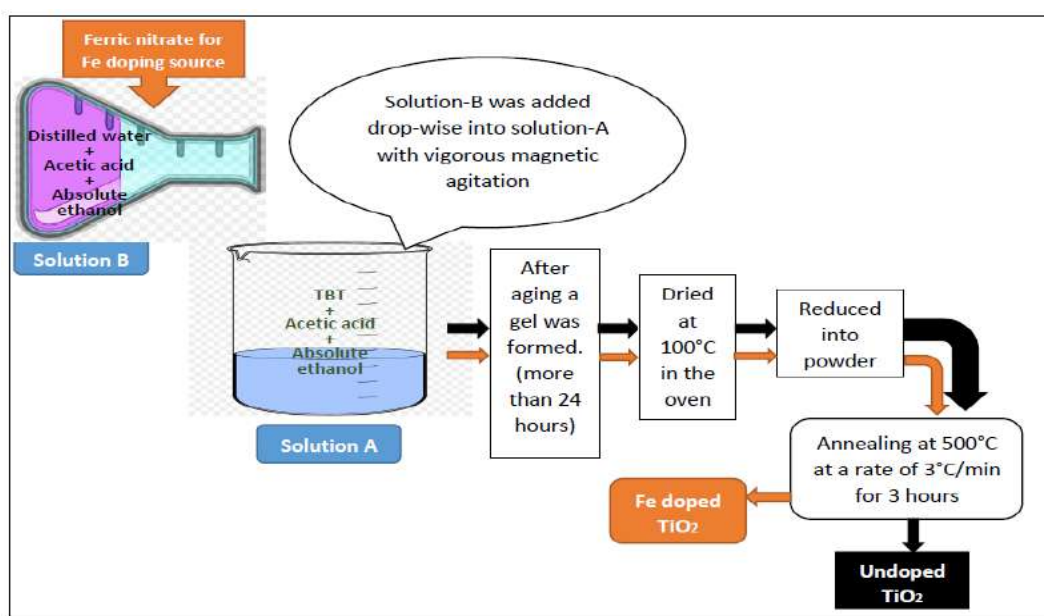 Ferric nitrate for
Fe doping source
Distilled water
+
Acetic acid
+
Absolute
ethanol
Solution B
Solution-B was added
drop-wise into solution-A
with vigorous magnetic
agitation
TBT
+
Acetic acid
+
Absolute
ethanol
Solution A
After
aging a
gel was
formed.
(more
than 24
hours)
Dried
at
100°C
in the
oven
Reduced
into
powder
Annealing at 500°C
at a rate of 3°C/min
for 3 hours
Fe doped
TiO₂
Undoped
TiO₂